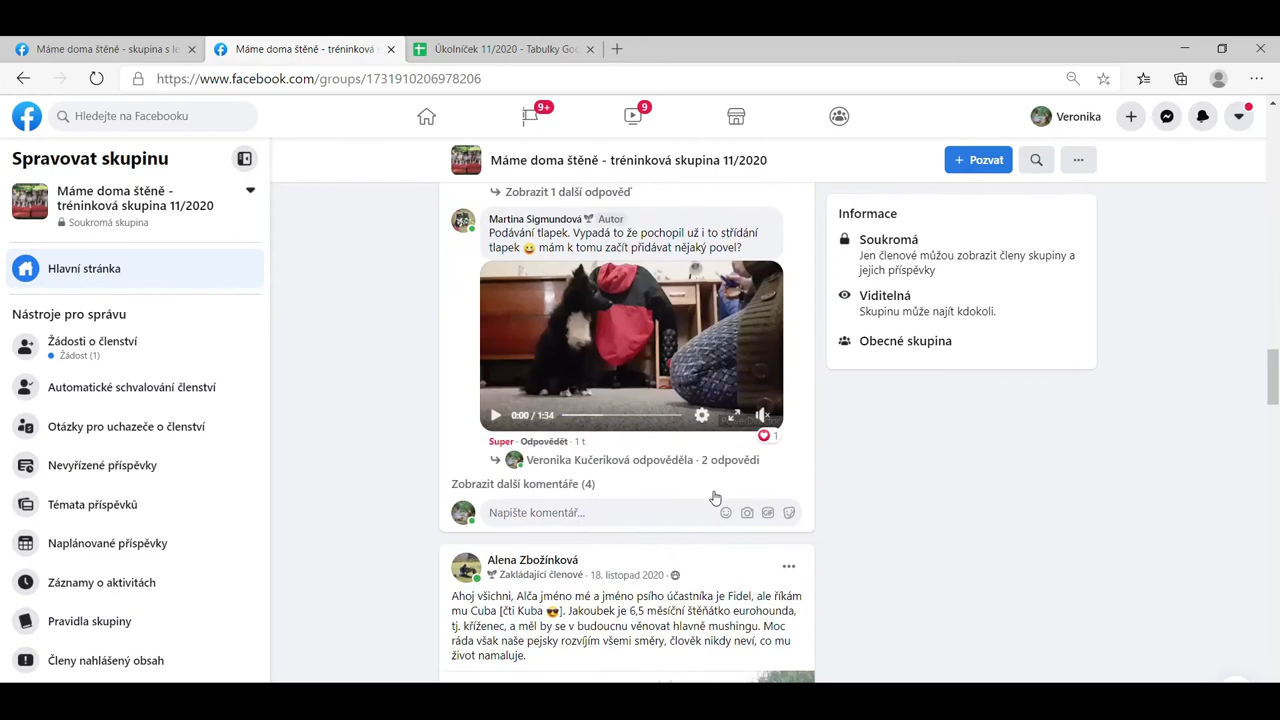 Máme doma štěně - skupina s le
Máme doma štěně - tréninková s
Úkolníček 11/2020 - Tabulky Goo
https://www.facebook.com/groups/1731910206978206
Hledejte na Facebooku
9+
9
Veronika
Spravovat skupinu
Máme doma štěně -
tréninková skupina 11/2020
Soukromá skupina
Hlavní stránka
Nástroje pro správu
Žádosti o členství
Žádost (1)
Automatické schvalování členství
Otázky pro uchazeče o členství
Nevyřízené příspěvky
Témata příspěvků
Naplánované příspěvky
Záznamy o aktivitách
Pravidla skupiny
Členy nahlášený obsah
Máme doma štěně - tréninková skupina 11/2020
+ Pozvat
Zobrazit 1 další odpověď
Martina Sigmundová Autor
Podávání tlapek. Vypadá to že pochopil už i to střídání
tlapek 😀 mám k tomu začít přidávat nějaký povel?
0:00 / 1:34
1
Super · Odpovědět · 1 t
Veronika Kučeriková odpověděla · 2 odpovědi
Zobrazit další komentáře (4)
Napište komentář...
GIF
Alena Zbožínková
Zakládající členové · 18. listopad 2020 ·
Ahoj všichni, Alča jméno mé a jméno psího účastníka je Fidel, ale říkám
mu Cuba [čti Kuba 😎]. Jakoubek je 6,5 měsíční štěňátko eurohounda,
tj. kříženec, a měl by se v budoucnu věnovat hlavně mushingu. Moc
ráda však naše pejsky rozvíjím všemi směry, člověk nikdy neví, co mu
život namaluje.
Informace
Soukromá
Jen členové můžou zobrazit členy skupiny a
jejich příspěvky
Viditelná
Skupinu může najít kdokoli.
Obecné skupina